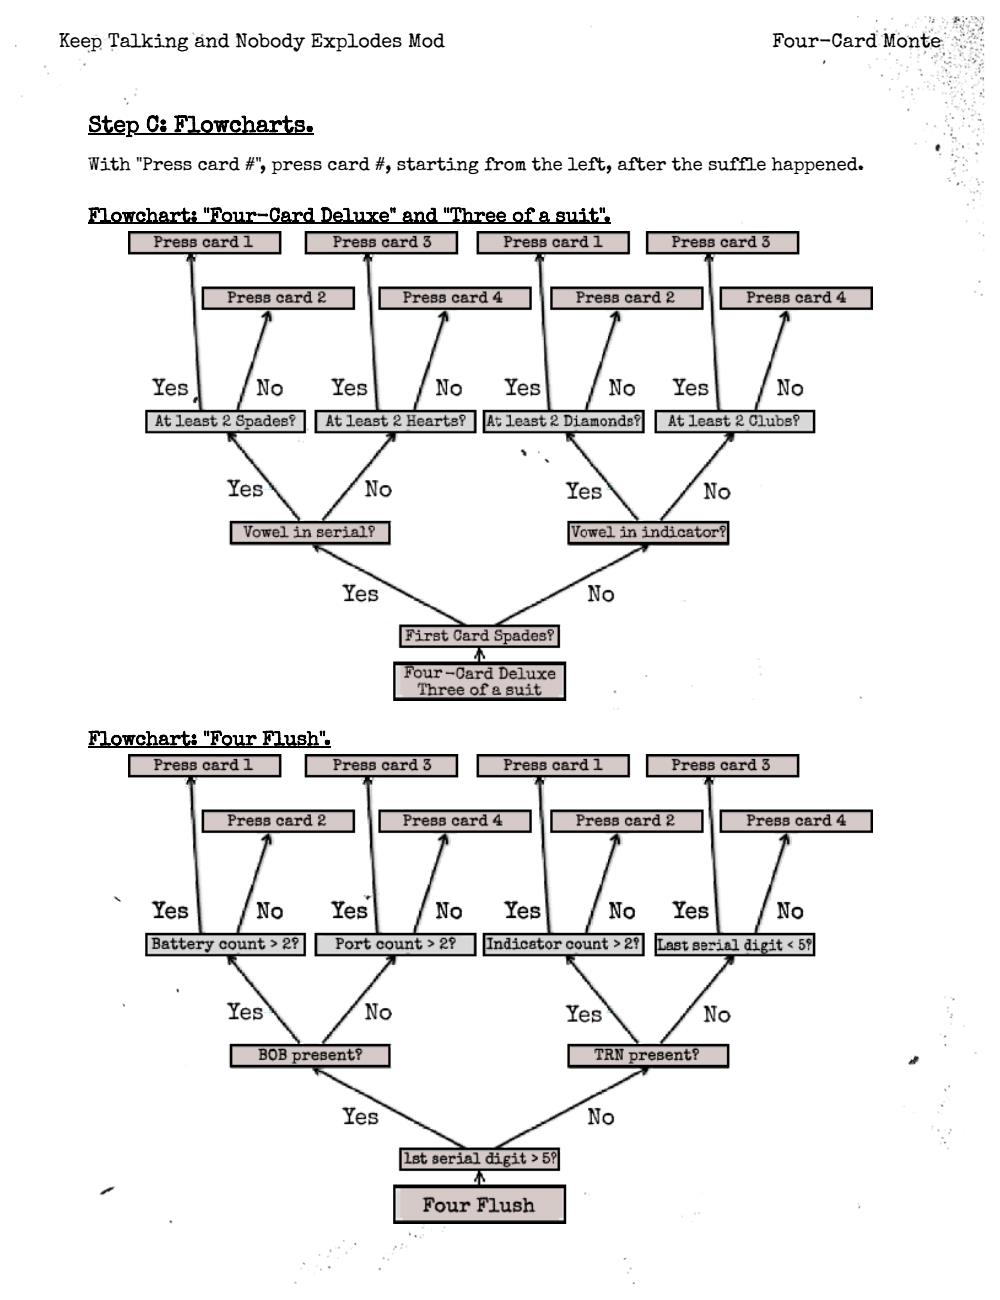 Keep Talking and Nobody Explodes Mod
Four-Card Monte
Step C: Flowcharts.
With "Press card #", press card #, starting from the left, after the suffle happened.
Flowchart: "Four-Card Deluxe" and "Three of a suit".
Press card 1
Press card 3
Press card 1
Press card 3
Press card 2
Press card 4
Press card 2
Press card 4
Yes
No
Yes
No
Yes
No
Yes
No
At least 2 Spades?
At least 2 Hearts?
At least 2 Diamonds?
At least 2 Clubs?
Yes
No
Yes
No
Vowel in serial?
Vowel in indicator?
Yes
No
First Card Spades?
Four-Card Deluxe
Three of a suit
Flowchart: "Four Flush".
Press card 1
Press card 3
Press card 1
Press card 3
Press card 2
Press card 4
Press card 2
Press card 4
Yes
No
Yes
No
Yes
No
Yes
No
Battery count > 2?
Port count > 2?
Indicator count > 2?
Last serial digit < 5?
Yes
No
Yes
No
BOB present?
TRN present?
Yes
No
1st serial digit > 5?
Four Flush